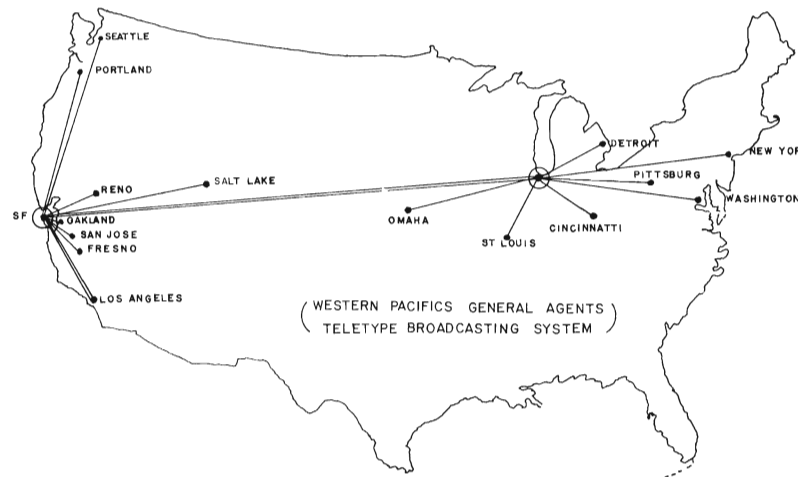 SEATTLE
PORTLAND
DETROIT
NEW YOR
PITTSBURG
RENO
SALT LAKE
WASHINGTON
SF
OAKLAND
OMAHA
CINCINNATTI
SAN JOSE
ST LOUIS
FRESNO
LOS ANGELES
(WESTERN PACIFICS GENERAL AGENTS
TELETYPE BROADCASTING SYSTEM)